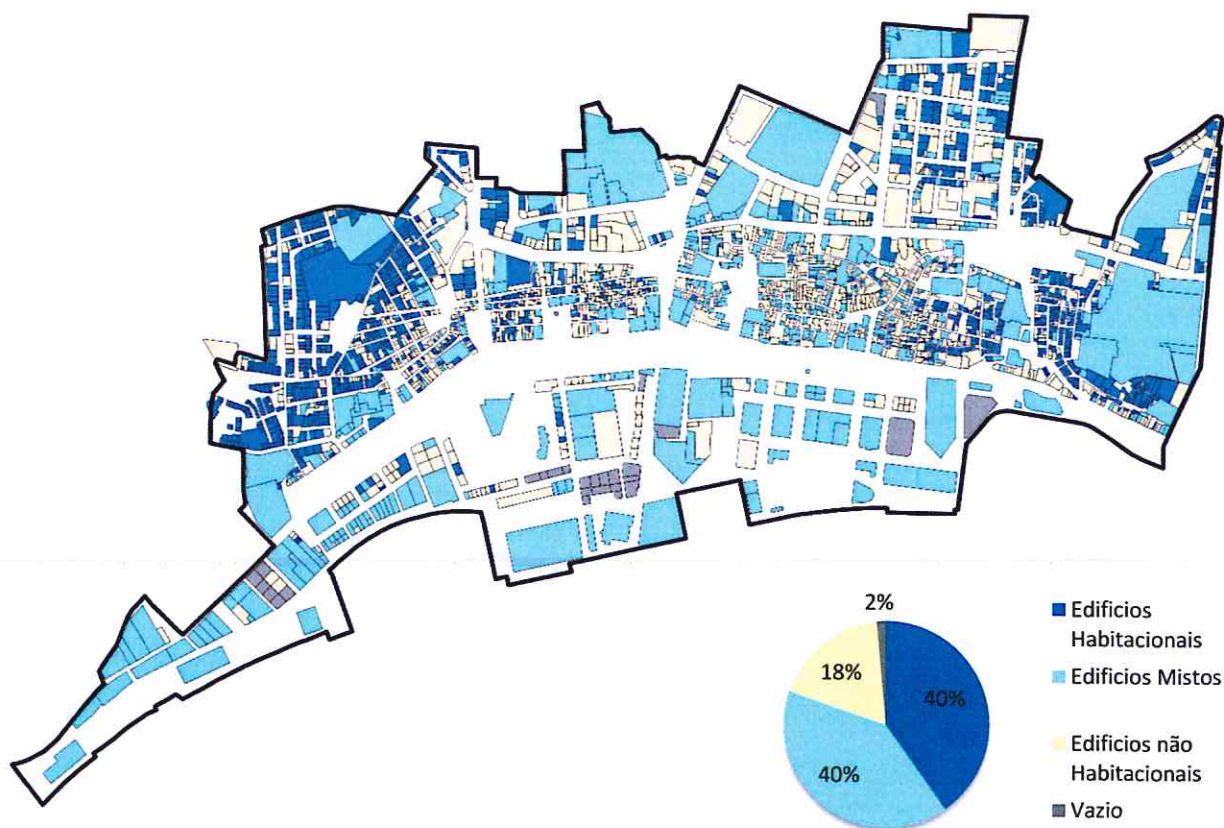 2%
18%
40%
40%
Edificios
Habitacionais
Edificios Mistos
Edificios não
Habitacionais
Vazio